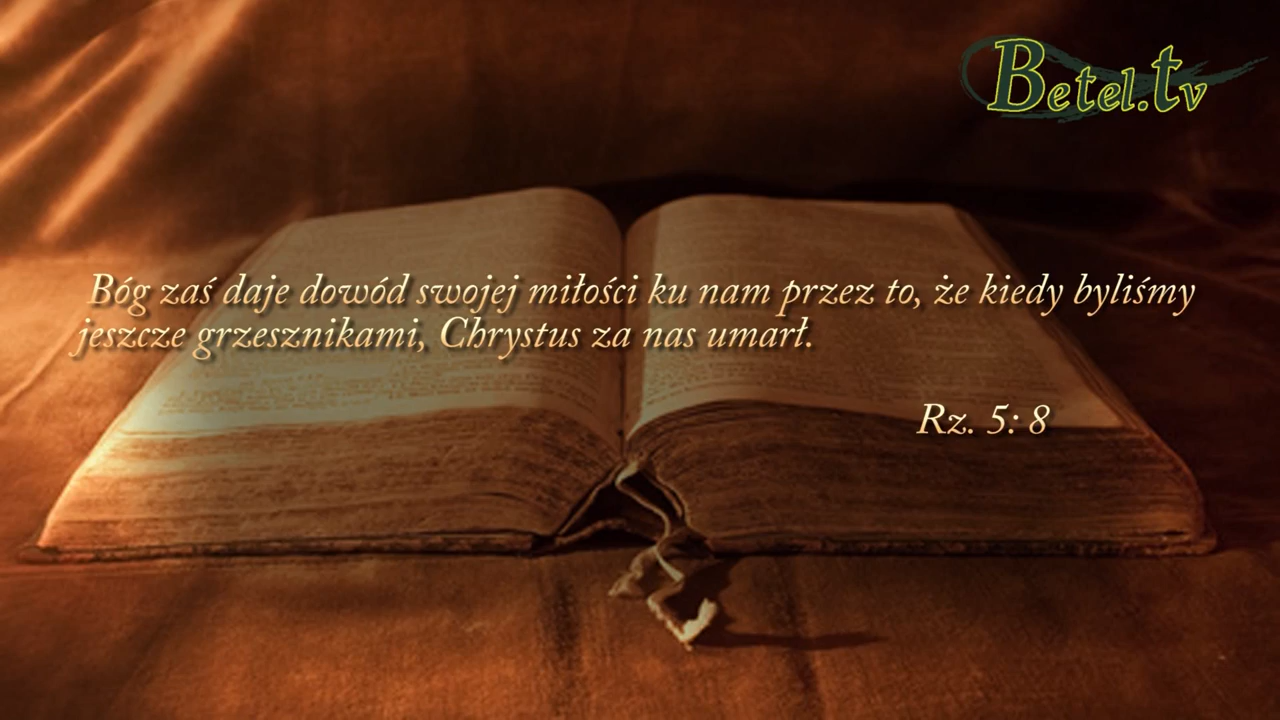 Betel.tv
Bóg zaś daje dowód swojej miłości ku nam przez to, że kiedy byliśmy
jeszcze grzesznikami, Chrystus za nas umarł.
Rz. 5: 8